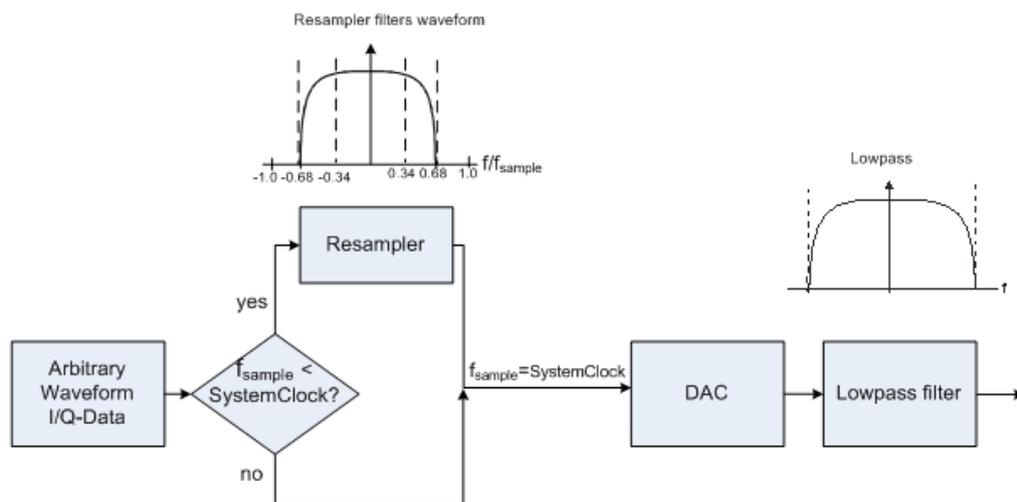 Resampler filters waveform
f/fsample
-1.0 -0.68 -0.34 0.34 0.68 1.0
Lowpass
f
Resampler
yes
Arbitrary
Waveform
I/Q-Data
fsample <
SystemClock?
fsample=SystemClock
DAC
Lowpass filter
no